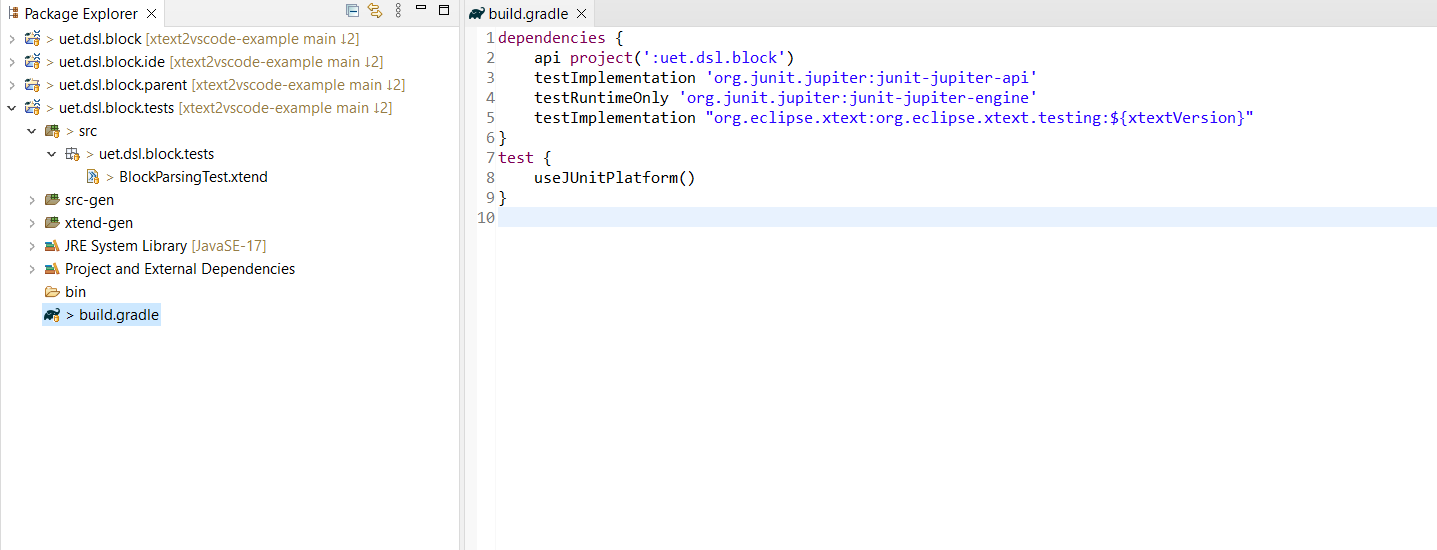 Package Explorer
> uet.dsl.block [xtext2vscode-example main ↓2]
> uet.dsl.block.ide [xtext2vscode-example main ↓2]
> uet.dsl.block.parent [xtext2vscode-example main ↓2]
> uet.dsl.block.tests [xtext2vscode-example main ↓2]
> src
> uet.dsl.block.tests
> BlockParsingTest.xtend
src-gen
xtend-gen
JRE System Library [JavaSE-17]
Project and External Dependencies
bin
> build.gradle
build.gradle
1 dependencies {
2     api project(':uet.dsl.block')
3     testImplementation 'org.junit.jupiter:junit-jupiter-api'
4     testRuntimeOnly 'org.junit.jupiter:junit-jupiter-engine'
5     testImplementation "org.eclipse.xtext:org.eclipse.xtext.testing:${xtextVersion}"
6 }
7 test {
8     useJUnitPlatform()
9 }
10